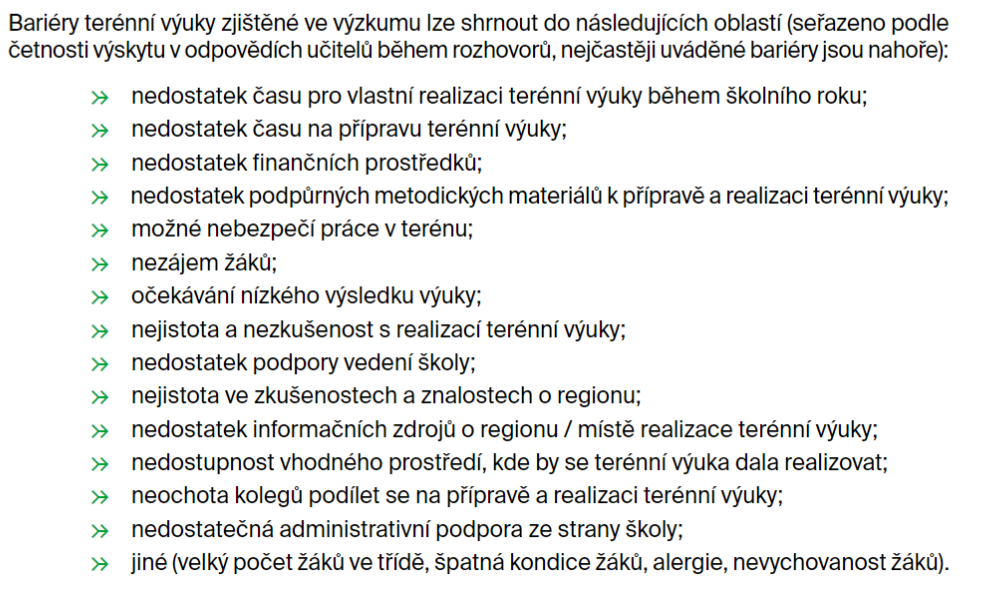 Bariéry terénní výuky zjištěné ve výzkumu lze shrnout do následujících oblastí (seřazeno podle
četnosti výskytu v odpovědích učitelů během rozhovorů, nejčastěji uváděné bariéry jsou nahoře):
nedostatek času pro vlastní realizaci terénní výuky během školního roku;
nedostatek času na přípravu terénní výuky;
nedostatek finančních prostředků;
nedostatek podpůrných metodických materiálů k přípravě a realizaci terénní výuky;
možné nebezpečí práce v terénu;
nezájem žáků;
očekávání nízkého výsledku výuky;
nejistota a nezkušenost s realizací terénní výuky;
nedostatek podpory vedení školy;
nejistota ve zkušenostech a znalostech o regionu;
nedostatek informačních zdrojů o regionu / místě realizace terénní výuky;
nedostupnost vhodného prostředí, kde by se terénní výuka dala realizovat;
neochota kolegů podílet se na přípravě a realizaci terénní výuky;
nedostatečná administrativní podpora ze strany školy;
jiné (velký počet žáků ve třídě, špatná kondice žáků, alergie, nevychovanost žáků).